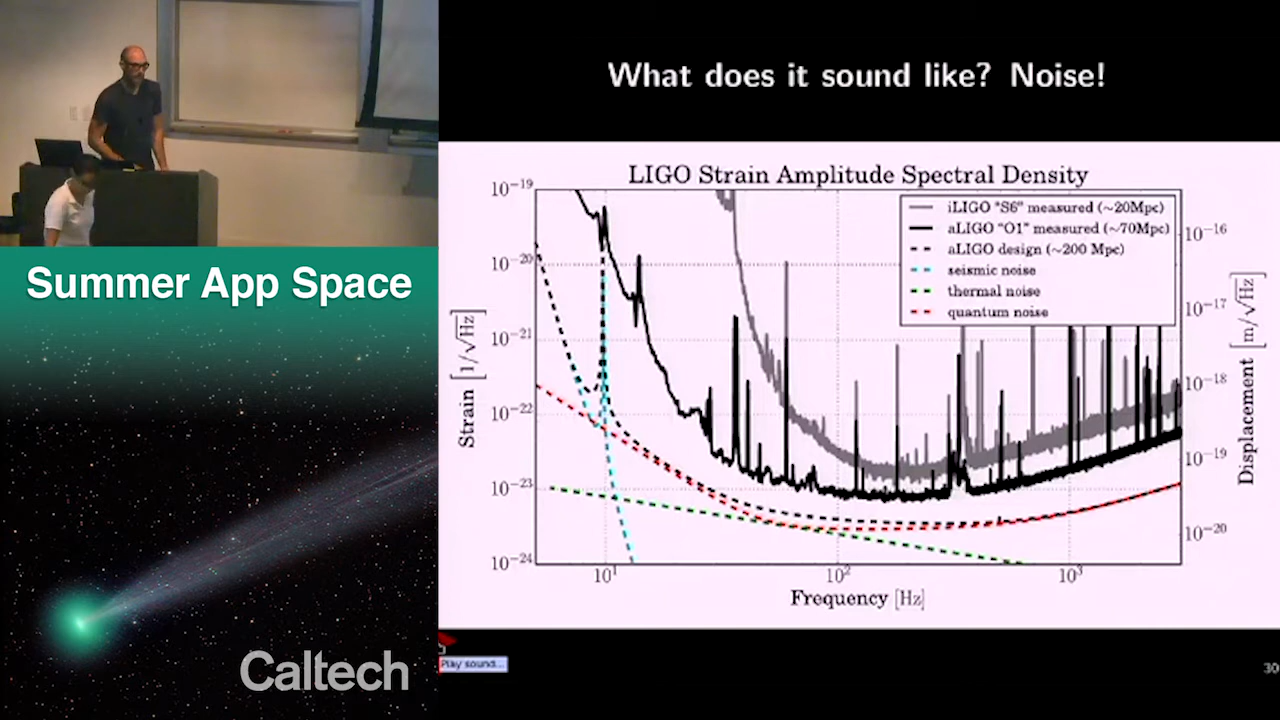 What does it sound like? Noise!
LIGO Strain Amplitude Spectral Density
iLIGO "S6" measured (~20Mpc)
aLIGO "O1" measured (~70Mpc)
aLIGO design (~200 Mpc)
seismic noise
thermal noise
quantum noise
10⁻¹⁹
10⁻²⁰
10⁻²¹
10⁻²²
10⁻²³
10⁻²⁴
Strain [1/√Hz]
10⁻¹⁶
10⁻¹⁷
10⁻¹⁸
10⁻¹⁹
10⁻²⁰
Displacement [m/√Hz]
10¹ 10² 10³
Frequency [Hz]
Play sound...
30
Summer App Space
Caltech